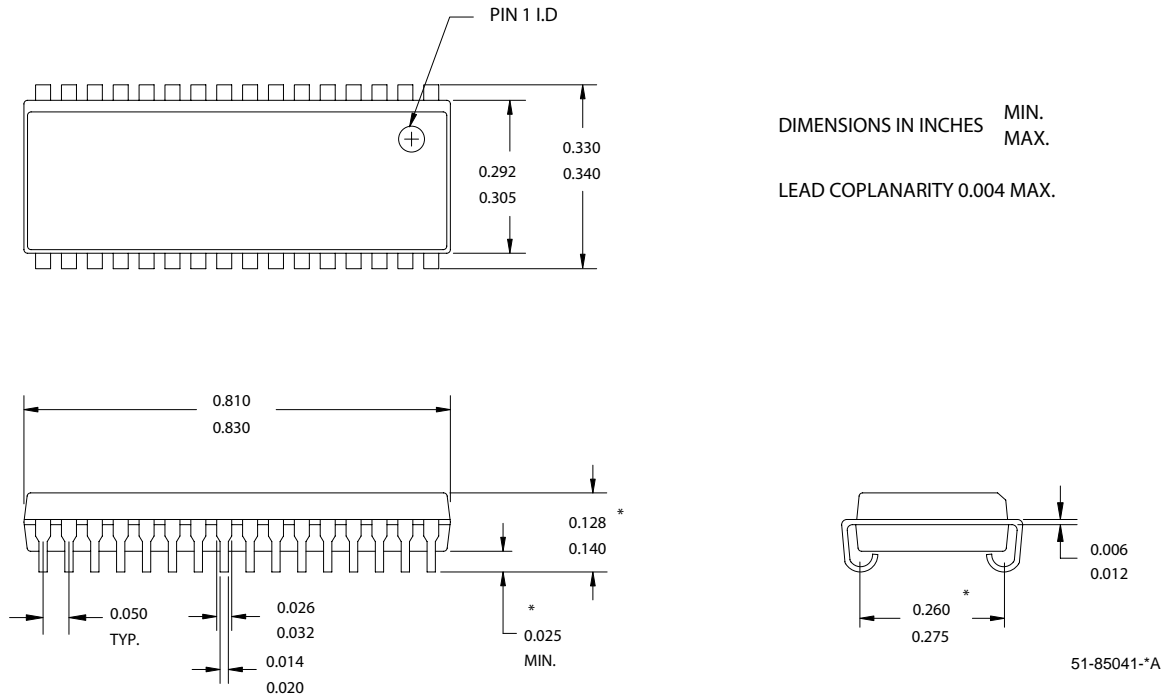 PIN 1 I.D
DIMENSIONS IN INCHES MIN.
MAX.
0.330
0.340
0.292
0.305
LEAD COPLANARITY 0.004 MAX.
0.810
0.830
0.128 *
0.140
0.006
0.012
0.050
TYP.
0.026
0.032
0.014
0.020
*
0.025
MIN.
0.260 *
0.275
51-85041-*A